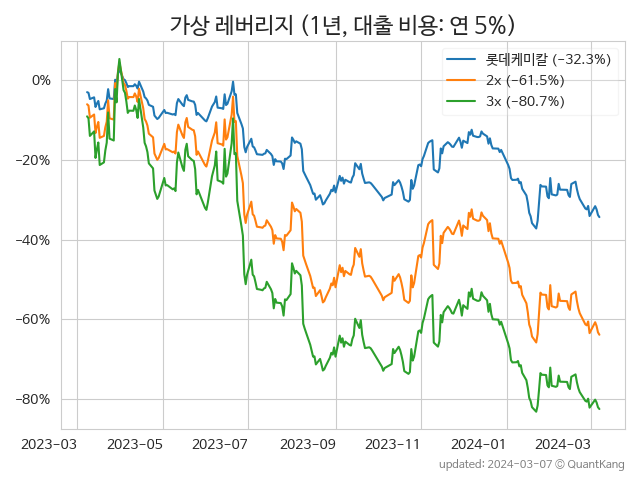 가상 레버리지 (1년, 대출 비용: 연 5%)
롯데케미칼 (−32.3%)
2x (−61.5%)
3x (−80.7%)
0%
−20%
−40%
−60%
−80%
2023-03 2023-05 2023-07 2023-09 2023-11 2024-01 2024-03
updated: 2024-03-07 © QuantKang